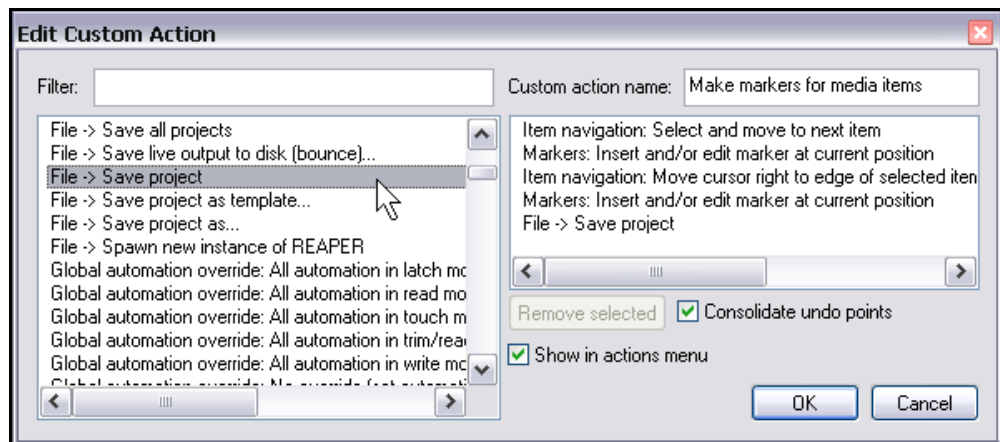 Edit Custom Action
Filter:
Custom action name: Make markers for media items
File -> Save all projects
File -> Save live output to disk (bounce)...
File -> Save project
File -> Save project as template...
File -> Save project as...
File -> Spawn new instance of REAPER
Global automation override: All automation in latch mo
Global automation override: All automation in read mo
Global automation override: All automation in touch m
Global automation override: All automation in trim/rea
Global automation override: All automation in write mo
Item navigation: Select and move to next item
Markers: Insert and/or edit marker at current position
Item navigation: Move cursor right to edge of selected iten
Markers: Insert and/or edit marker at current position
File -> Save project
Remove selected
Consolidate undo points
Show in actions menu
OK
Cancel